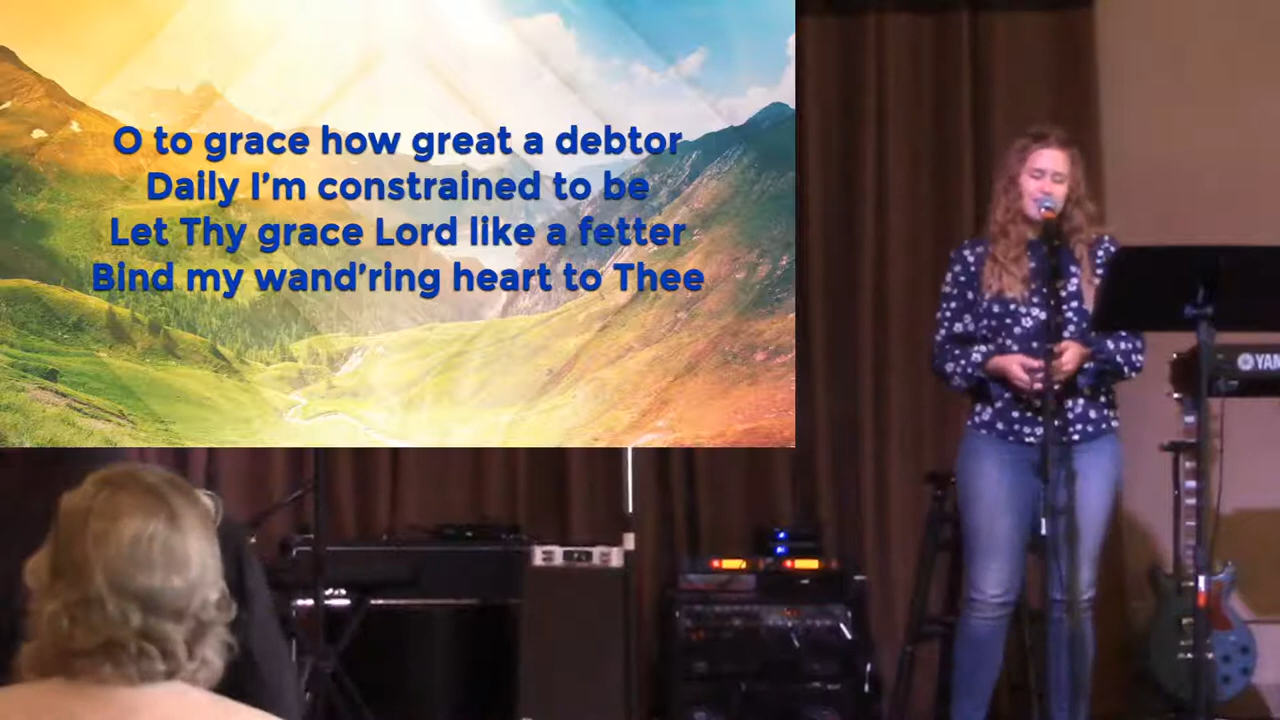 O to grace how great a debtor
Daily I'm constrained to be
Let Thy grace Lord like a fetter
Bind my wand'ring heart to Thee
YAM